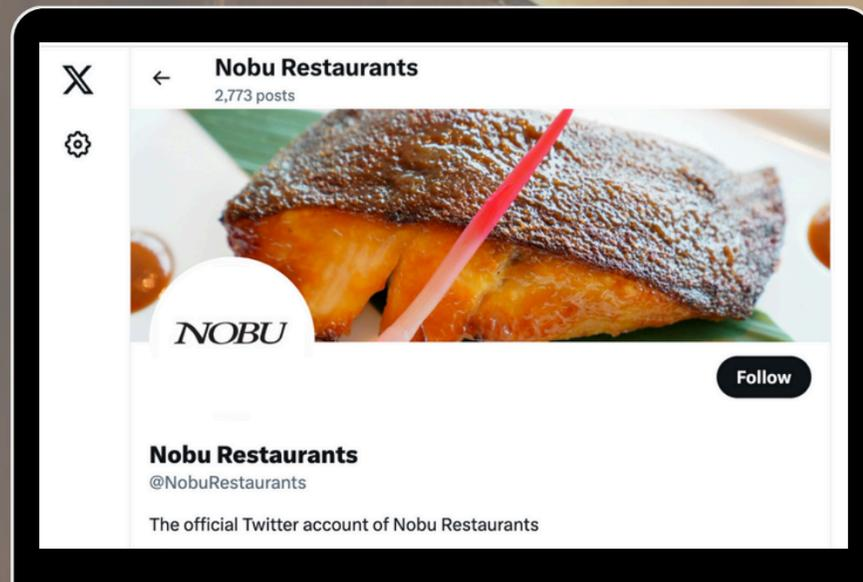 Nobu Restaurants
2,773 posts
NOBU
Follow
Nobu Restaurants
@NobuRestaurants
The official Twitter account of Nobu Restaurants